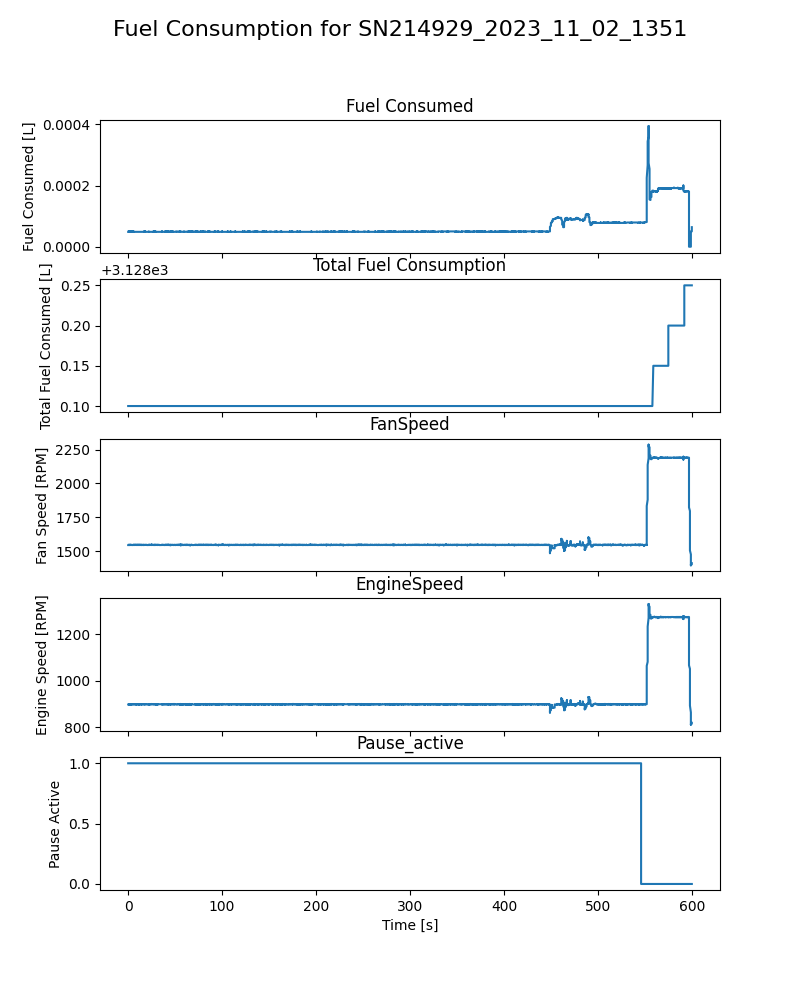 Fuel Consumption for SN214929_2023_11_02_1351
Fuel Consumed
Fuel Consumed [L]
0.0004
0.0002
0.0000
Total Fuel Consumption
+3.128e3
Total Fuel Consumed [L]
0.25
0.20
0.15
0.10
FanSpeed
Fan Speed [RPM]
2250
2000
1750
1500
EngineSpeed
Engine Speed [RPM]
1200
1000
800
Pause_active
Pause Active
1.0
0.5
0.0
0 100 200 300 400 500 600
Time [s]